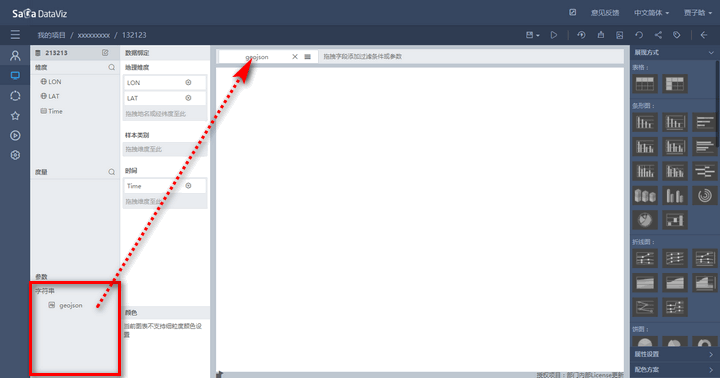 SaCa DataViz
意见反馈
中文简体
贾子晗
我的项目 / xxxxxxxxx / 132123
213213
维度
LON
LAT
Time
度量
参数
字符串
geojson
数据绑定
地理维度
LON
LAT
拖拽地名或经纬度至此
样本类别
拖拽维度至此
时间
Time
拖拽维度至此
颜色
当前图表不支持细粒度颜色设
置
geojson
拖拽字段添加过滤条件或参数
授权项目：部门内部License更新
展现方式
表格：
条形图：
折线图：
饼图：
属性设置
配色方案